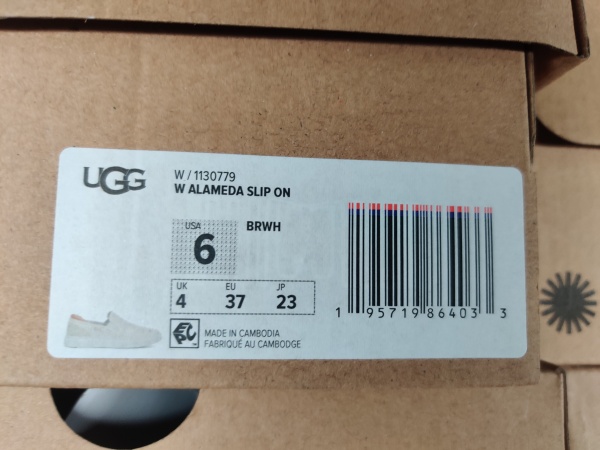 UGG
W / 1130779
W ALAMEDA SLIP ON
USA
6
BRWH
UK EU JP
4 37 23
1 95719 86403 3
MADE IN CAMBODIA
FABRIQUÉ AU CAMBODGE